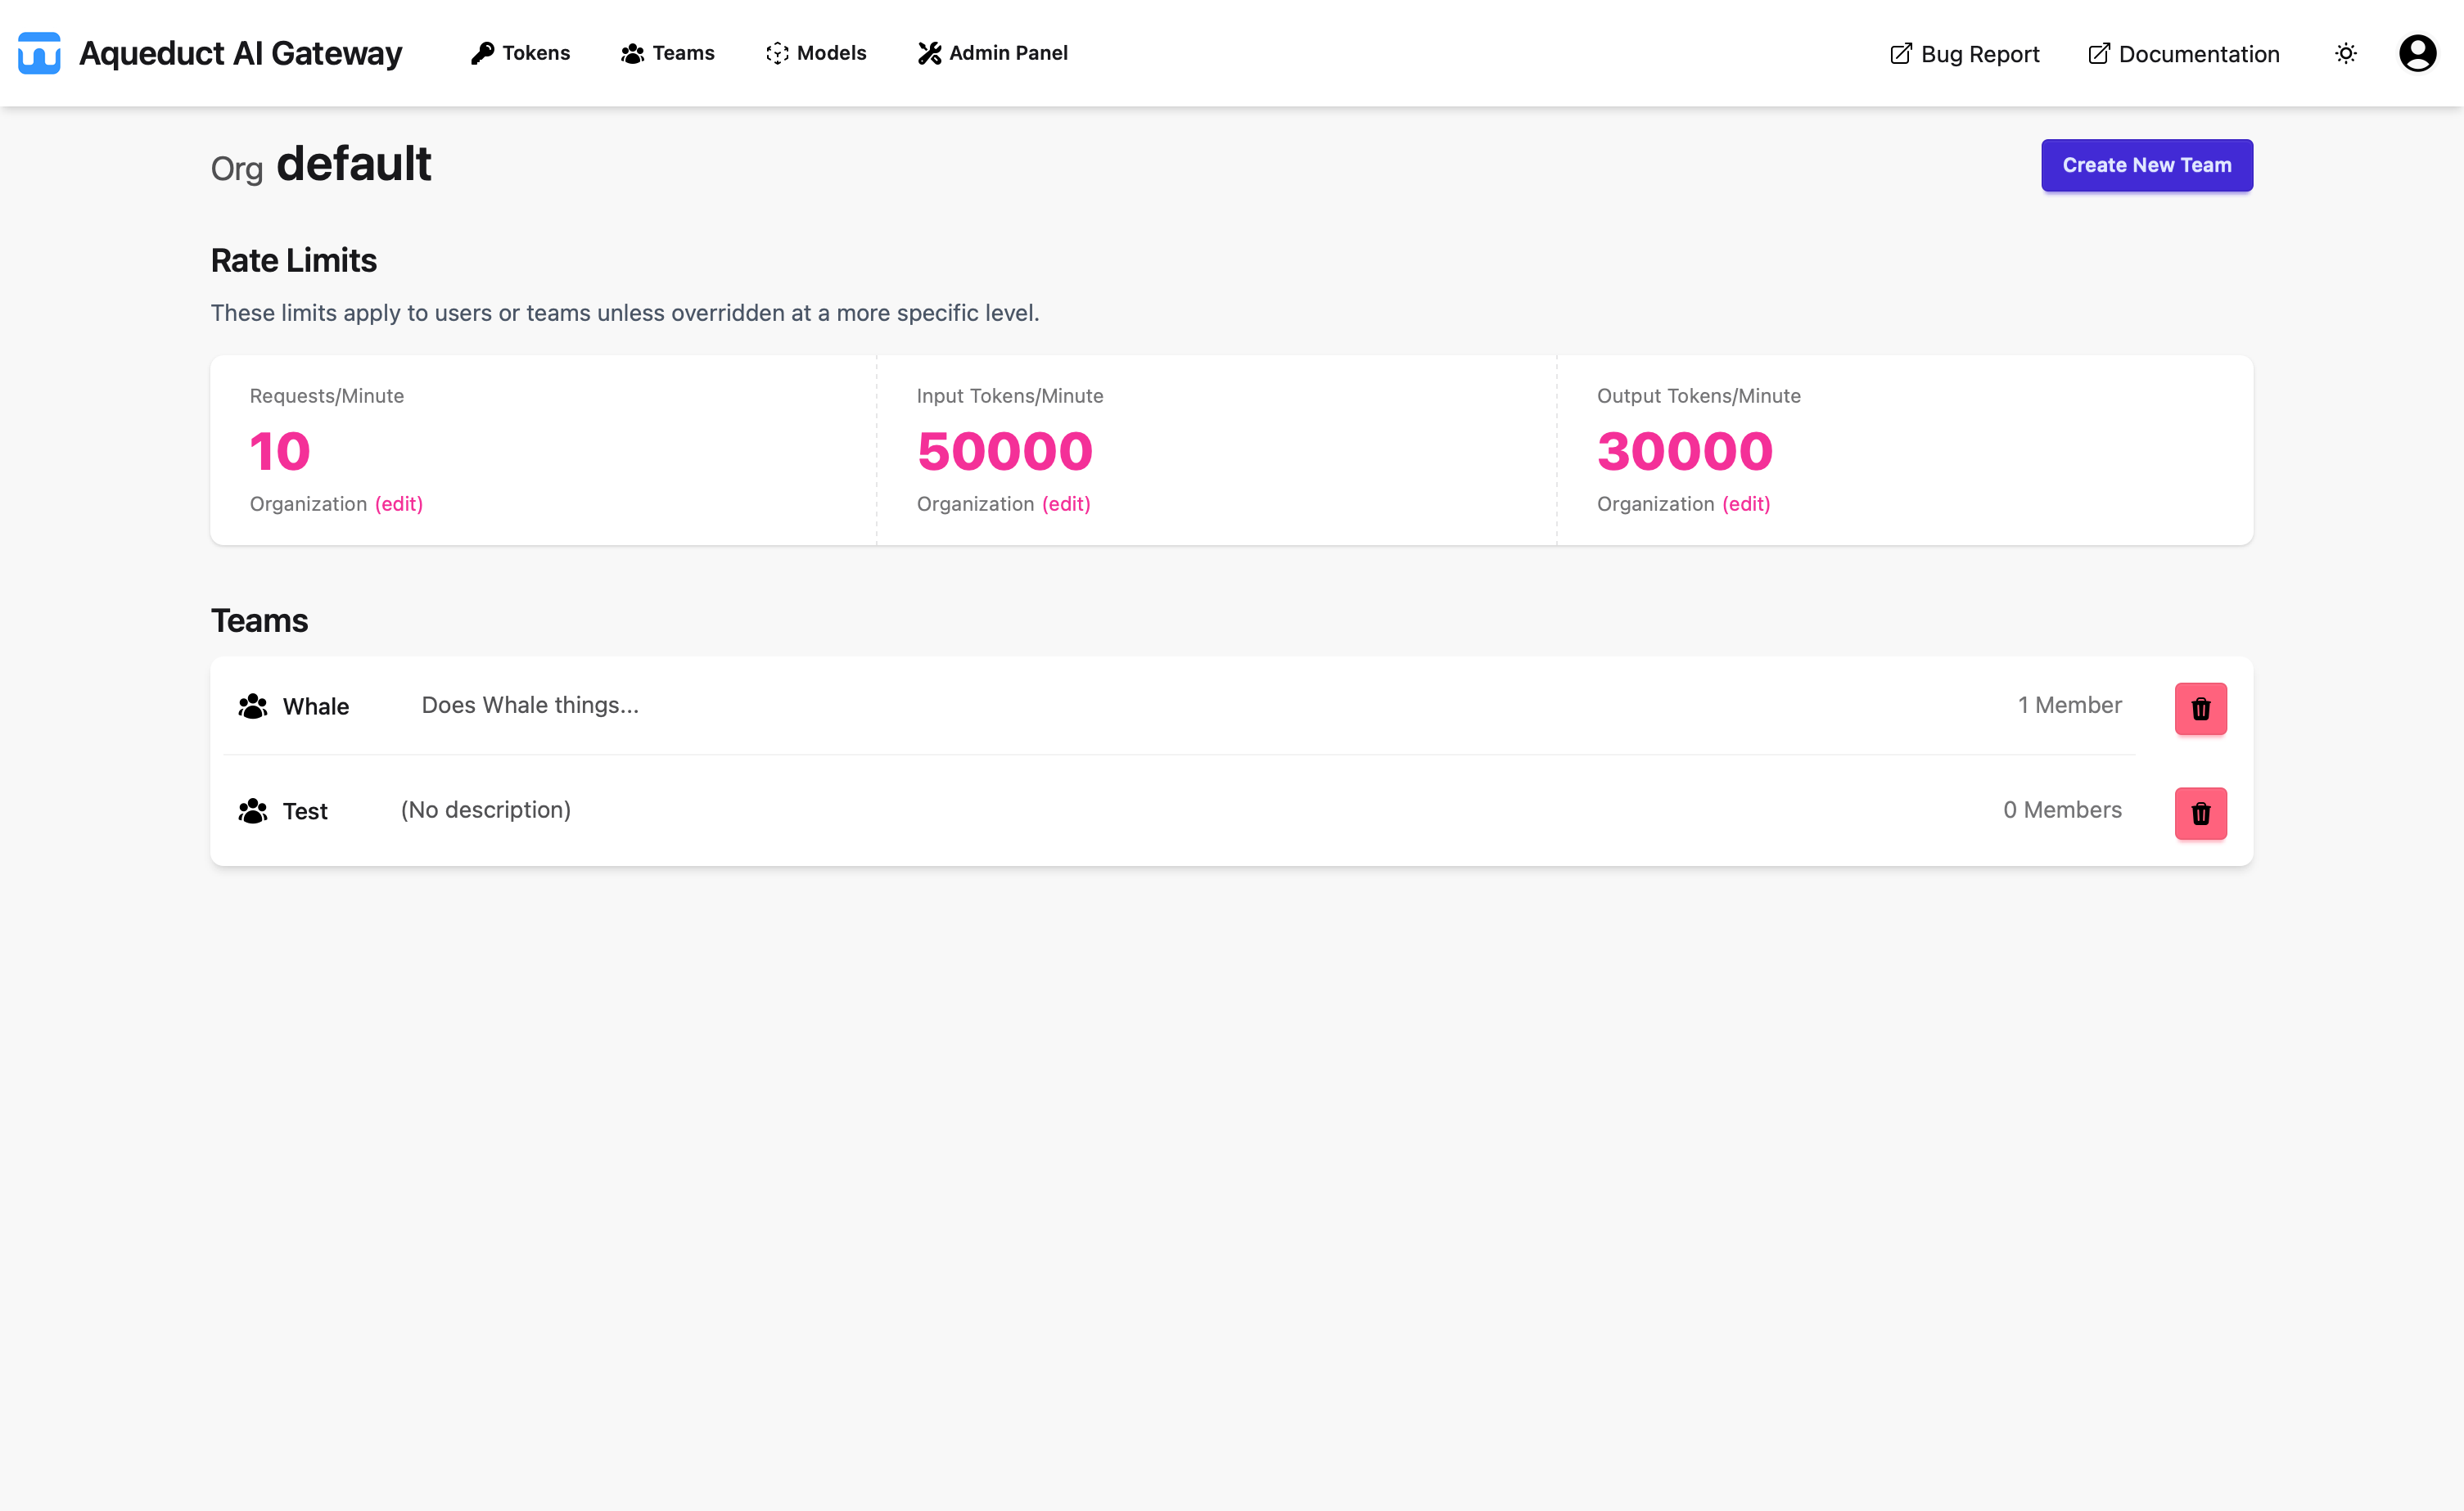 Aqueduct AI Gateway Tokens Teams Models Admin Panel Bug Report Documentation
Org default Create New Team
Rate Limits
These limits apply to users or teams unless overridden at a more specific level.
Requests/Minute Input Tokens/Minute Output Tokens/Minute
10 50000 30000
Organization (edit) Organization (edit) Organization (edit)
Teams
Whale Does Whale things... 1 Member
Test (No description) 0 Members